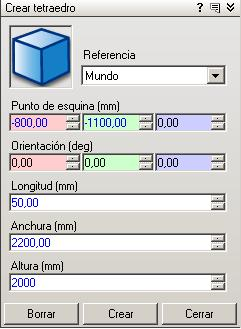 Crear tetraedro ?
Referencia
Mundo
Punto de esquina (mm)
-800,00 -1100,00 0,00
Orientación (deg)
0,00 0,00 0,00
Longitud (mm)
50,00
Anchura (mm)
2200,00
Altura (mm)
2000
Borrar Crear Cerrar